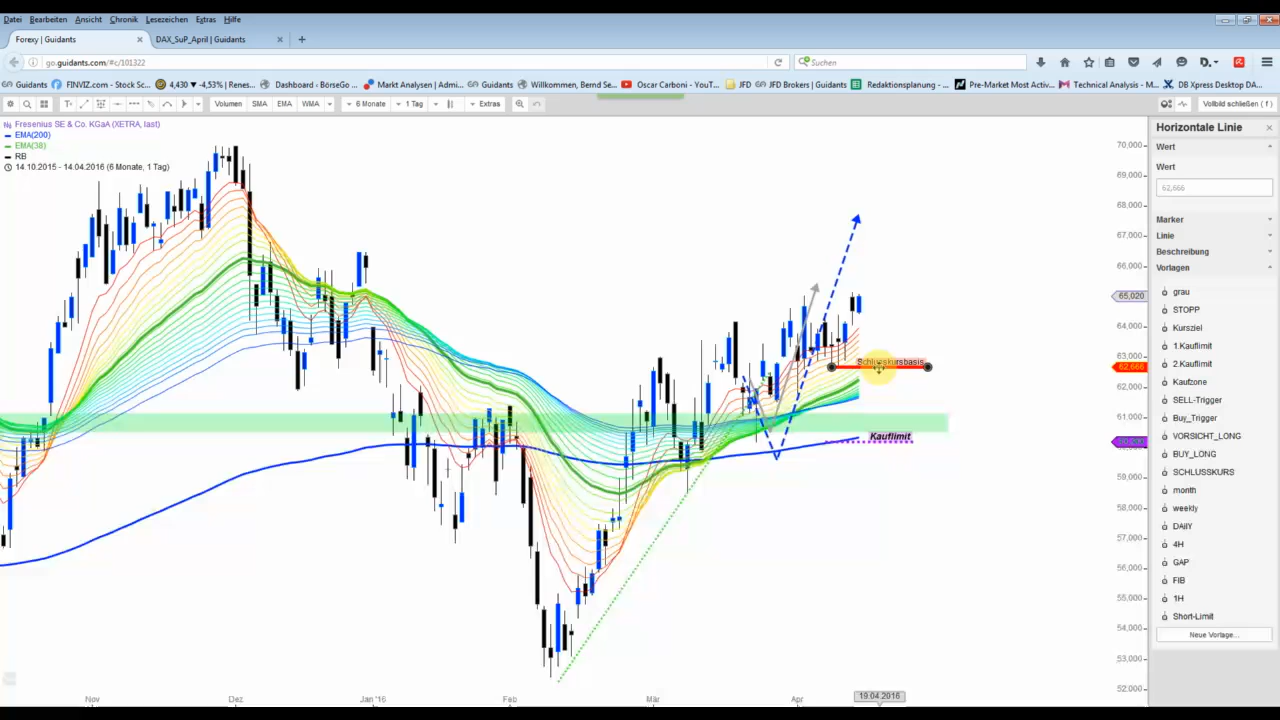 Datei Bearbeiten Ansicht Chronik Lesezeichen Extras Hilfe
Forexy | Guidants × DAX_SuP_April | Guidants × +
go.guidants.com/#c/101322 Suchen
Guidants FINVIZ.com - Stock Sc... 4,430 ▾ -4,53% | Renes... Dashboard ‹ BörseGo... Markt Analysen | Admi... Guidants Willkommen, Bernd Se... Oscar Carboni - YouT... JFD JFD Brokers | Guidants Redaktionsplanung -... Pre-Market Most Activ... Technical Analysis - M... DB Xpress Desktop DA...
Volumen SMA EMA WMA 6 Monate 1 Tag Extras Vollbild schließen ( f )
Fresenius SE & Co. KGaA (XETRA, last)
EMA(200)
EMA(38)
RB
14.10.2015 - 14.04.2016 (6 Monate, 1 Tag)
70,000
69,000
68,000
67,000
66,000
65,020
64,000
63,000
62,666
62,000
61,000
59,000
58,000
57,000
56,000
55,000
54,000
53,000
52,000
Schlusskursbasis
Kauflimit
Nov Dez Jan '16 Feb Mär Apr 19.04.2016
Horizontale Linie ×
Wert
Wert
62,666
Marker
Linie
Beschreibung
Vorlagen
grau
STOPP
Kursziel
1.Kauflimit
2.Kauflimit
Kaufzone
SELL-Trigger
Buy_Trigger
VORSICHT_LONG
BUY_LONG
SCHLUSSKURS
month
weekly
DAILY
4H
GAP
FIB
1H
Short-Limit
Neue Vorlage...